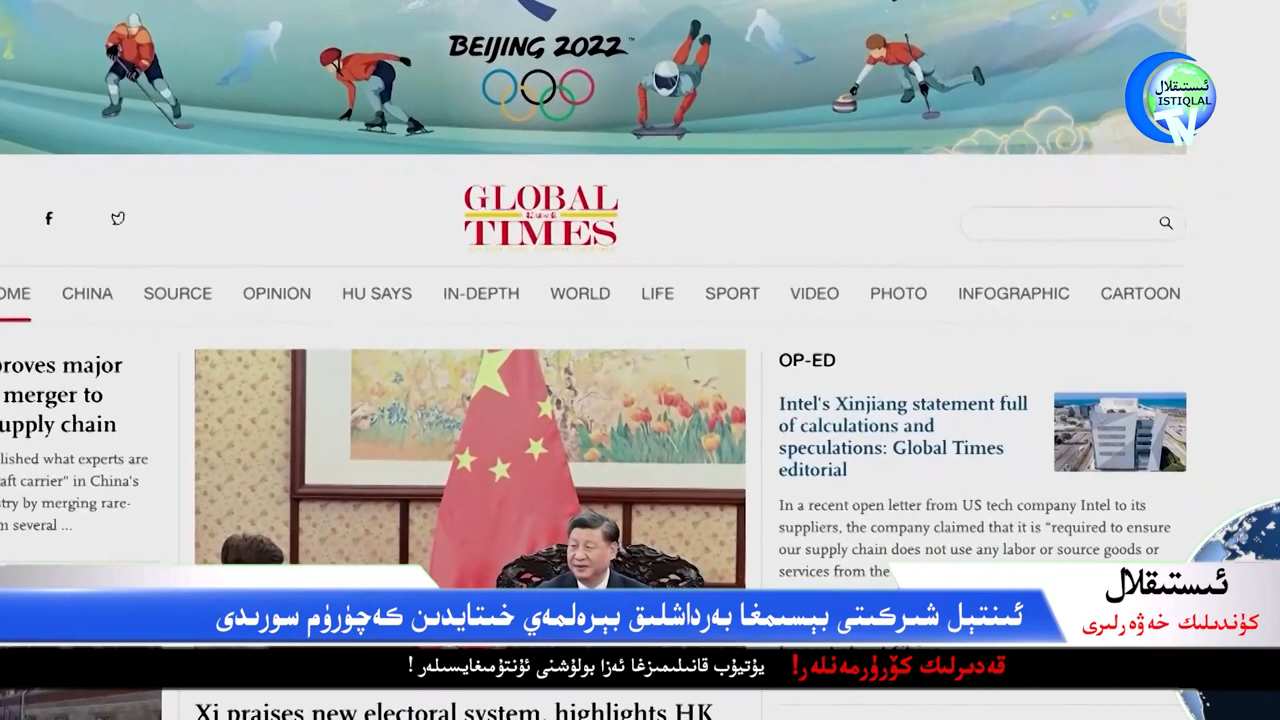 BEIJING 2022™
ئىستىقلال
ISTIQLAL
TV
GLOBAL
TIMES
OME CHINA SOURCE OPINION HU SAYS IN-DEPTH WORLD LIFE SPORT VIDEO PHOTO INFOGRAPHIC CARTOON
proves major
merger to
upply chain
lished what experts are
aft carrier" in China's
stry by merging rare-
m several ...
OP-ED
Intel's Xinjiang statement full
of calculations and
speculations: Global Times
editorial
In a recent open letter from US tech company Intel to its
suppliers, the company claimed that it is "required to ensure
our supply chain does not use any labor or source goods or
services from the
ئىستىقلال
كۈندىلىك خەۋەرلىرى
ئىنتېل شىركىتى بېسىمغا بەرداشلىق بېرەلمەي خىتايدىن كەچۈرۈم سورىدى
قەدىرلىك كۆرۈرمەنلەر! يۇتيۇب قانىلىمىزغا ئەزا بولۇشنى ئۇنتۇمىغايسىلەر !
Xi praises new electoral system, highlights HK